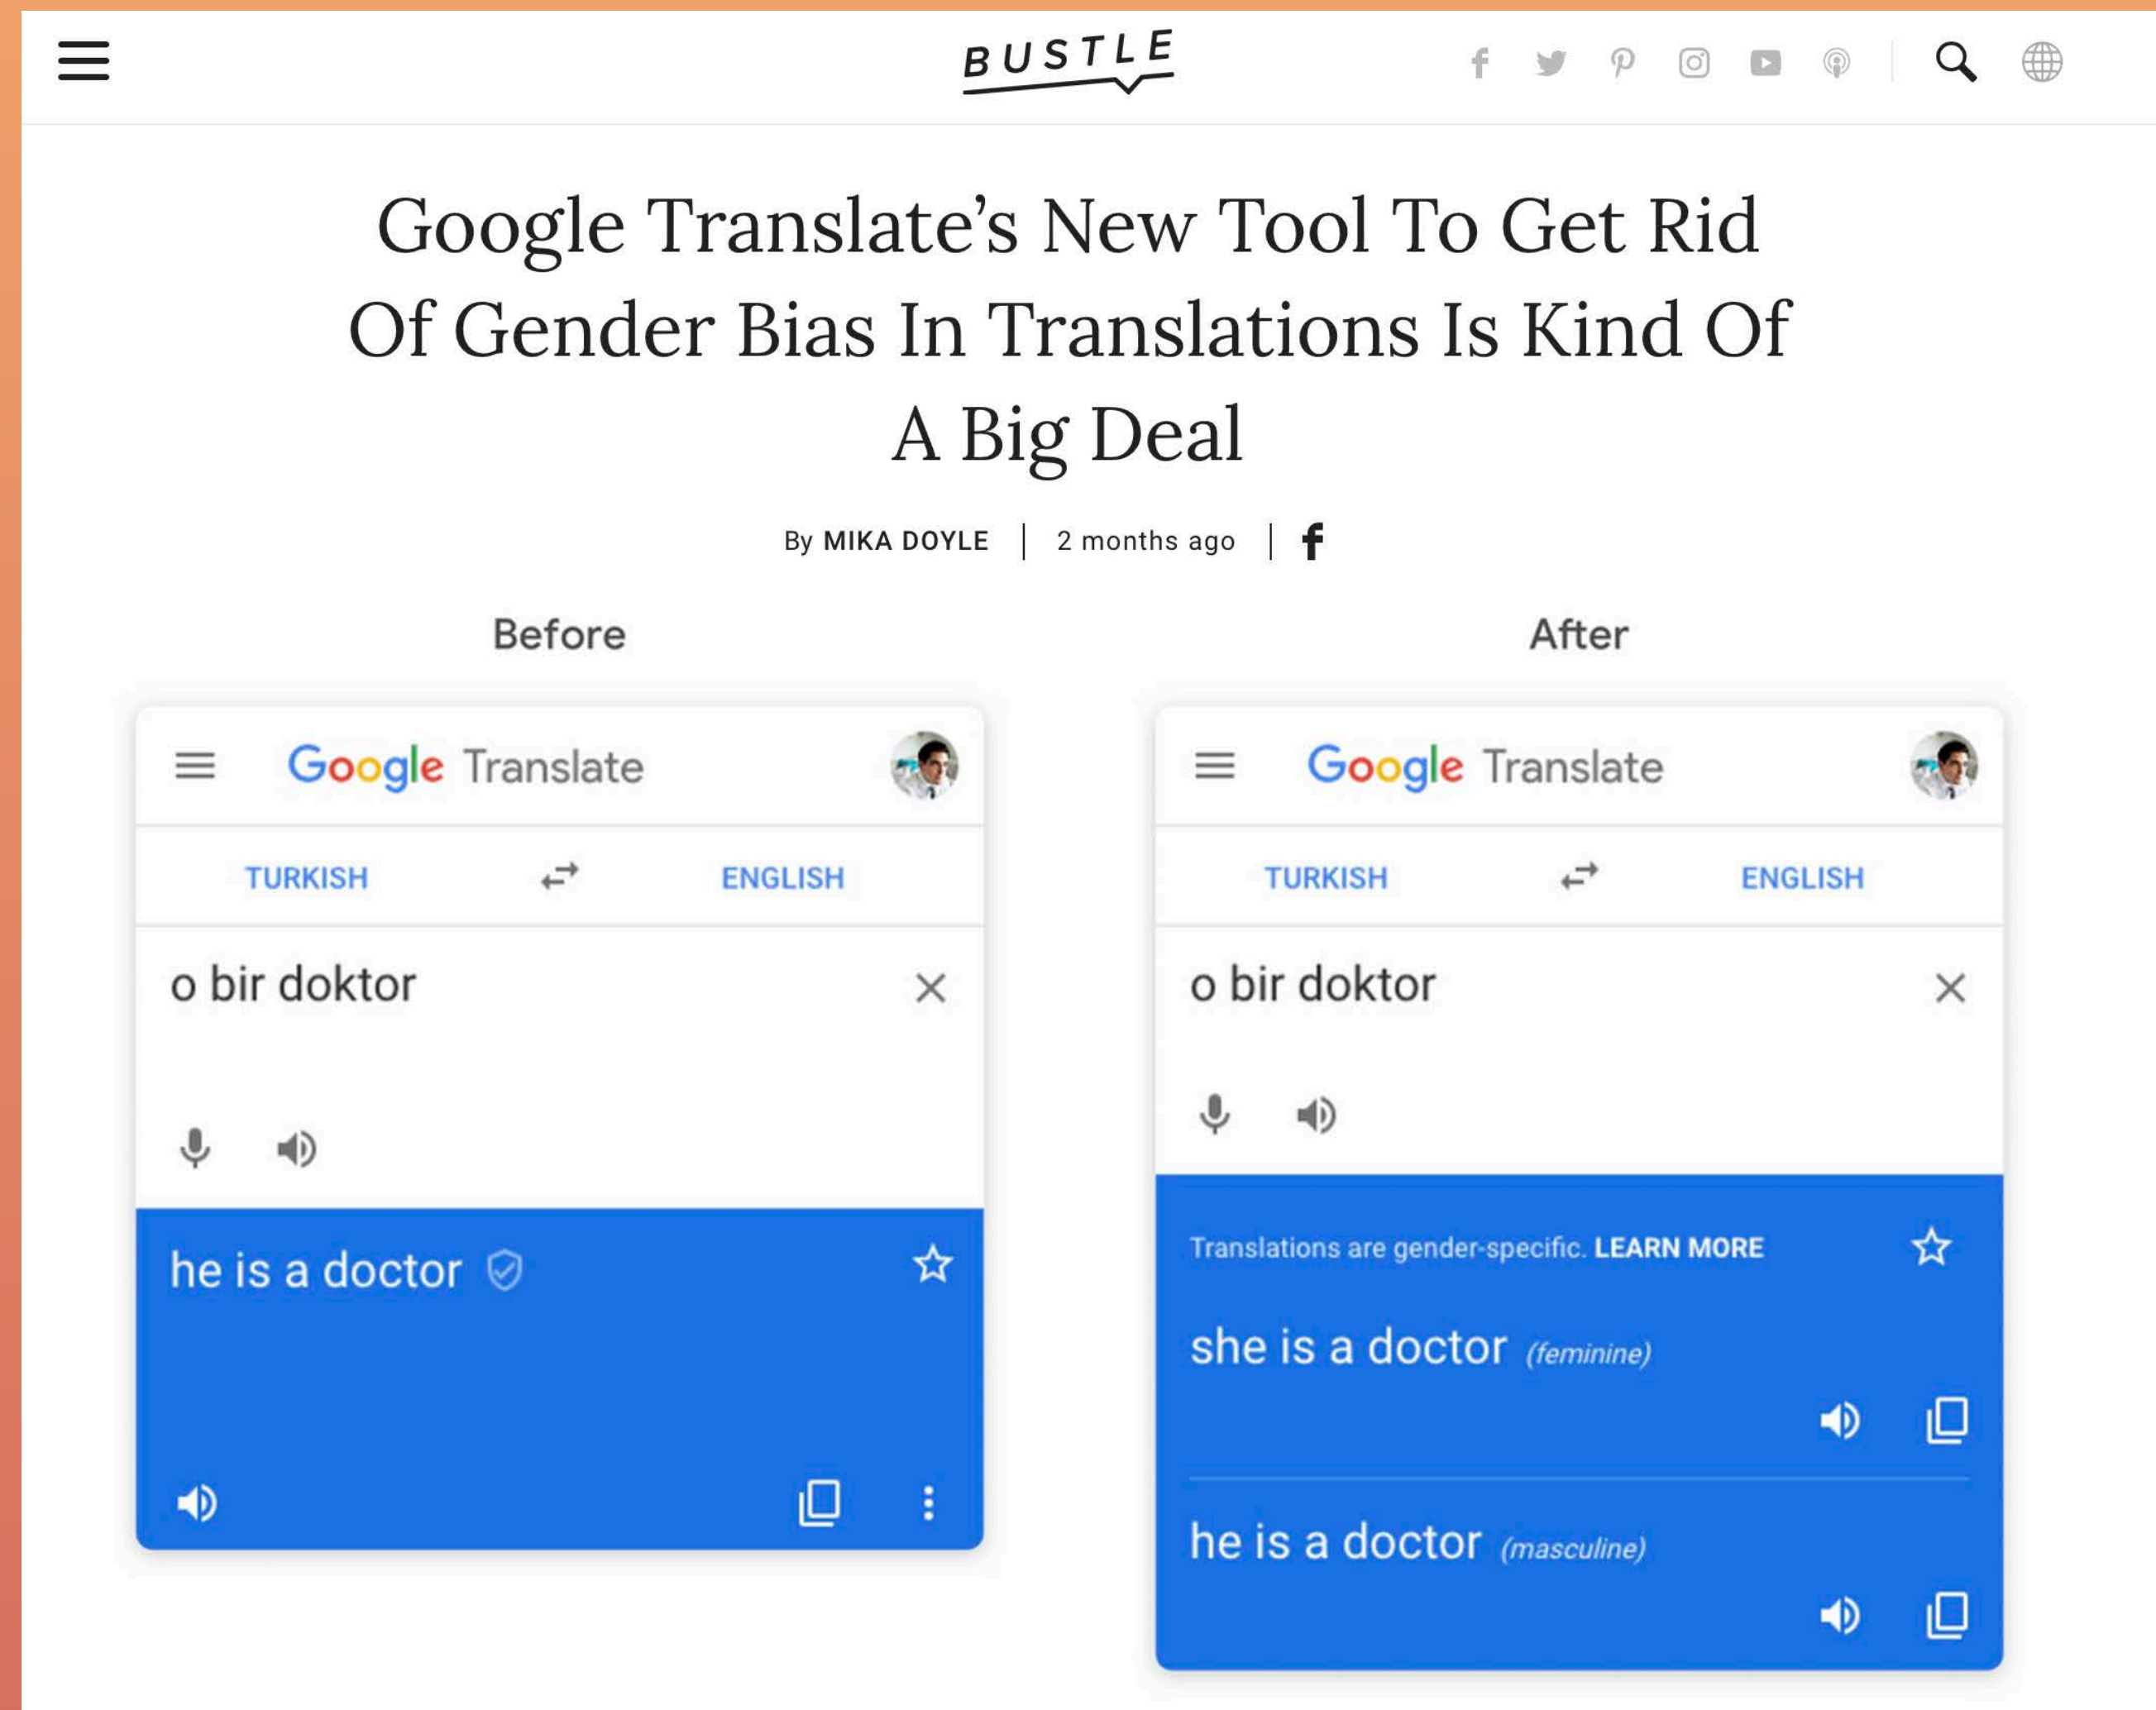 BUSTLE
Google Translate’s New Tool To Get Rid
Of Gender Bias In Translations Is Kind Of
A Big Deal
By MIKA DOYLE | 2 months ago |
Before
Google Translate
TURKISH ENGLISH
o bir doktor
he is a doctor
After
Google Translate
TURKISH ENGLISH
o bir doktor
Translations are gender-specific. LEARN MORE
she is a doctor (feminine)
he is a doctor (masculine)